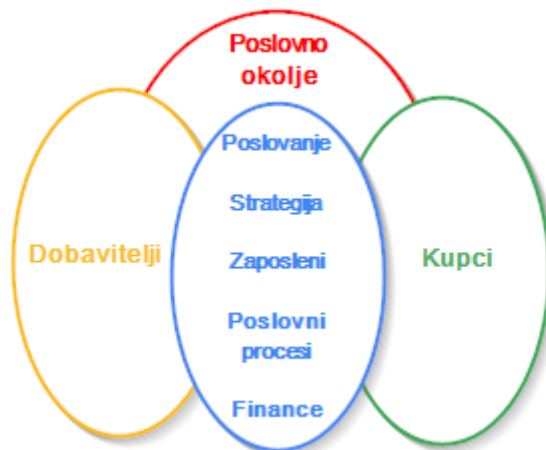 Poslovno
okolje
Poslovanje
Strategija
Dobavitelji
Zaposleni
Kupci
Poslovni
procesi
Finance